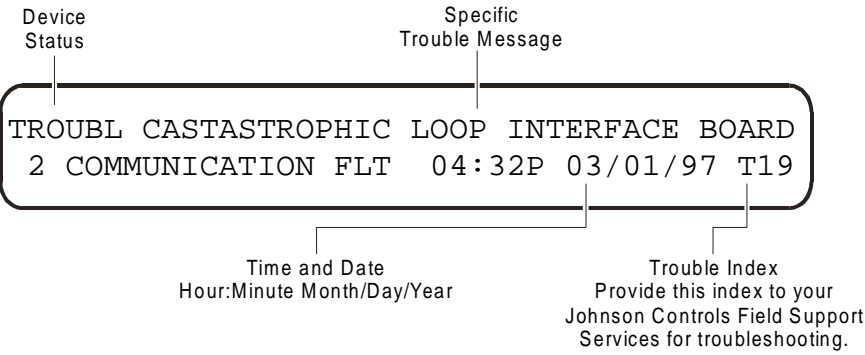 Device
Status
Specific
Trouble Message
TROUBL CASTASTROPHIC LOOP INTERFACE BOARD
2 COMMUNICATION FLT 04:32P 03/01/97 T19
Time and Date
Hour:Minute Month/Day/Year
Trouble Index
Provide this index to your
Johnson Controls Field Support
Services for troubleshooting.